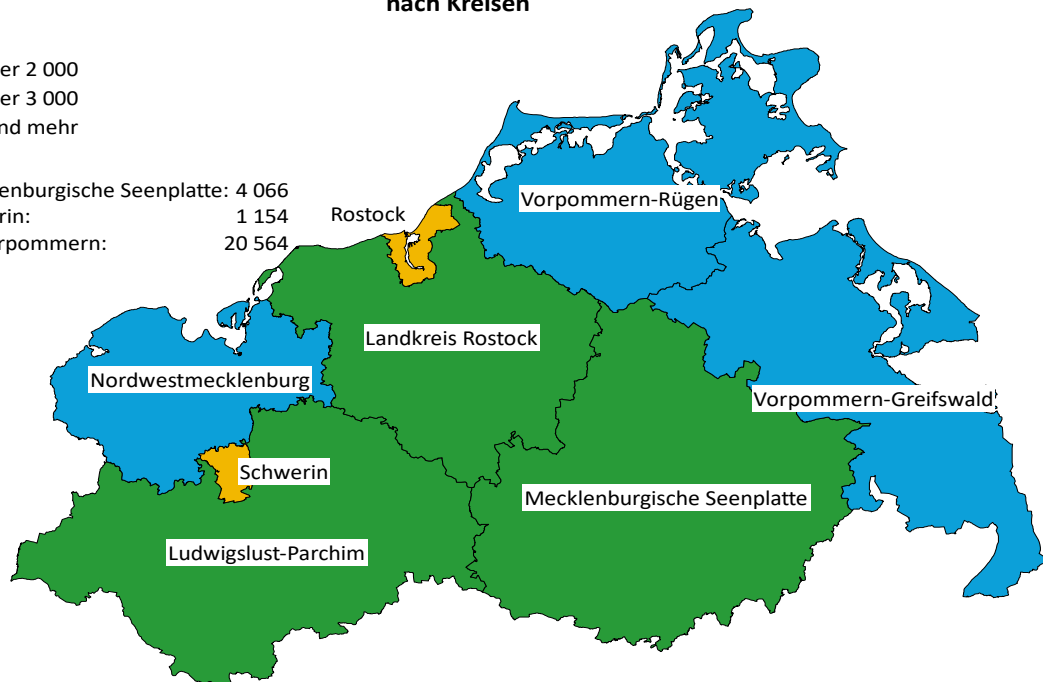 nach Kreisen
er 2 000
er 3 000
nd mehr
enburgische Seenplatte: 4 066
rin: 1 154
rpommern: 20 564
Rostock
Vorpommern-Rügen
Landkreis Rostock
Nordwestmecklenburg
Vorpommern-Greifswald
Schwerin
Mecklenburgische Seenplatte
Ludwigslust-Parchim